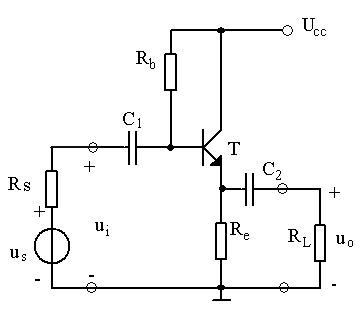 Ucc
Rb
C1
T
C2
+
+
Rs
+
us
ui
Re
RL
uo
-
-
-